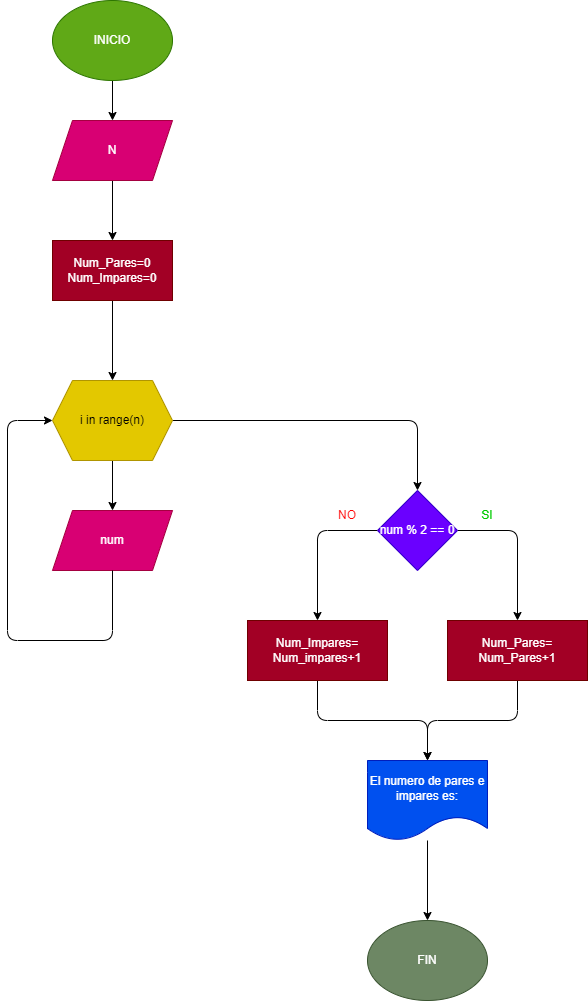 INICIO
N
Num_Pares=0
Num_Impares=0
i in range(n)
num
NO
SI
num % 2 == 0
Num_Impares=
Num_impares+1
Num_Pares=
Num_Pares+1
El numero de pares e
impares es:
FIN